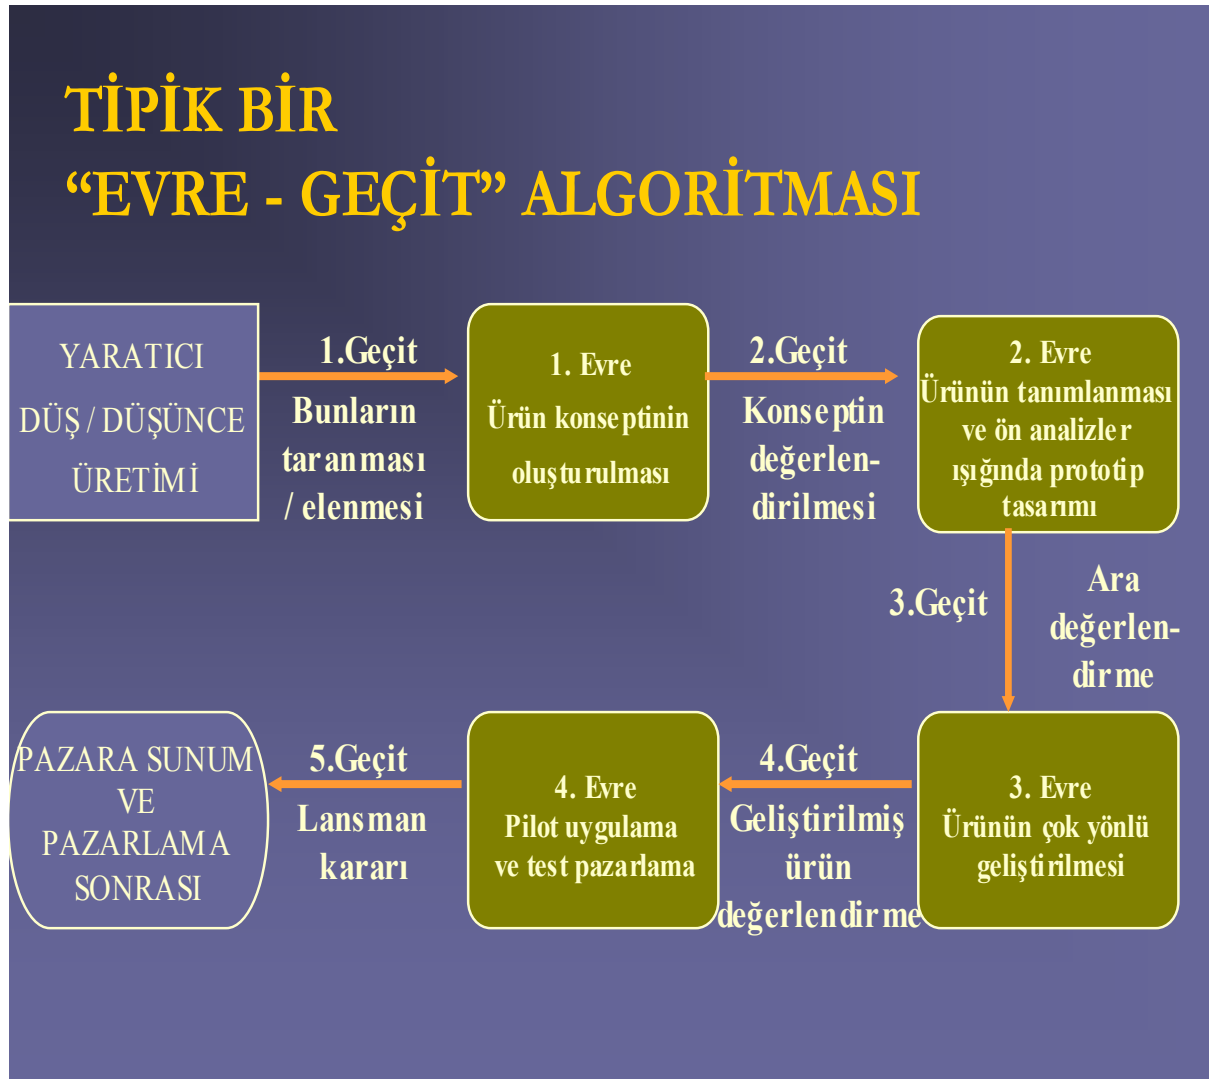 TİPİK BİR
“EVRE - GEÇİT” ALGORİTMASI
YARATICI
DÜŞ / DÜŞÜNCE
ÜRETİMİ
1.Geçit
Bunların
taranması
/ elenmesi
1. Evre
Ürün konseptinin
oluşturulması
2.Geçit
Konseptin
değerlen-
dirilmesi
2. Evre
Ürünün tanımlanması
ve ön analizler
ışığında prototip
tasarımı
3.Geçit
Ara
değerlen-
dirme
3. Evre
Ürünün çok yönlü
geliştirilmesi
4.Geçit
Geliştirilmiş
ürün
değerlendirme
4. Evre
Pilot uygulama
ve test pazarlama
5.Geçit
Lansman
kararı
PAZARA SUNUM
VE
PAZARLAMA
SONRASI